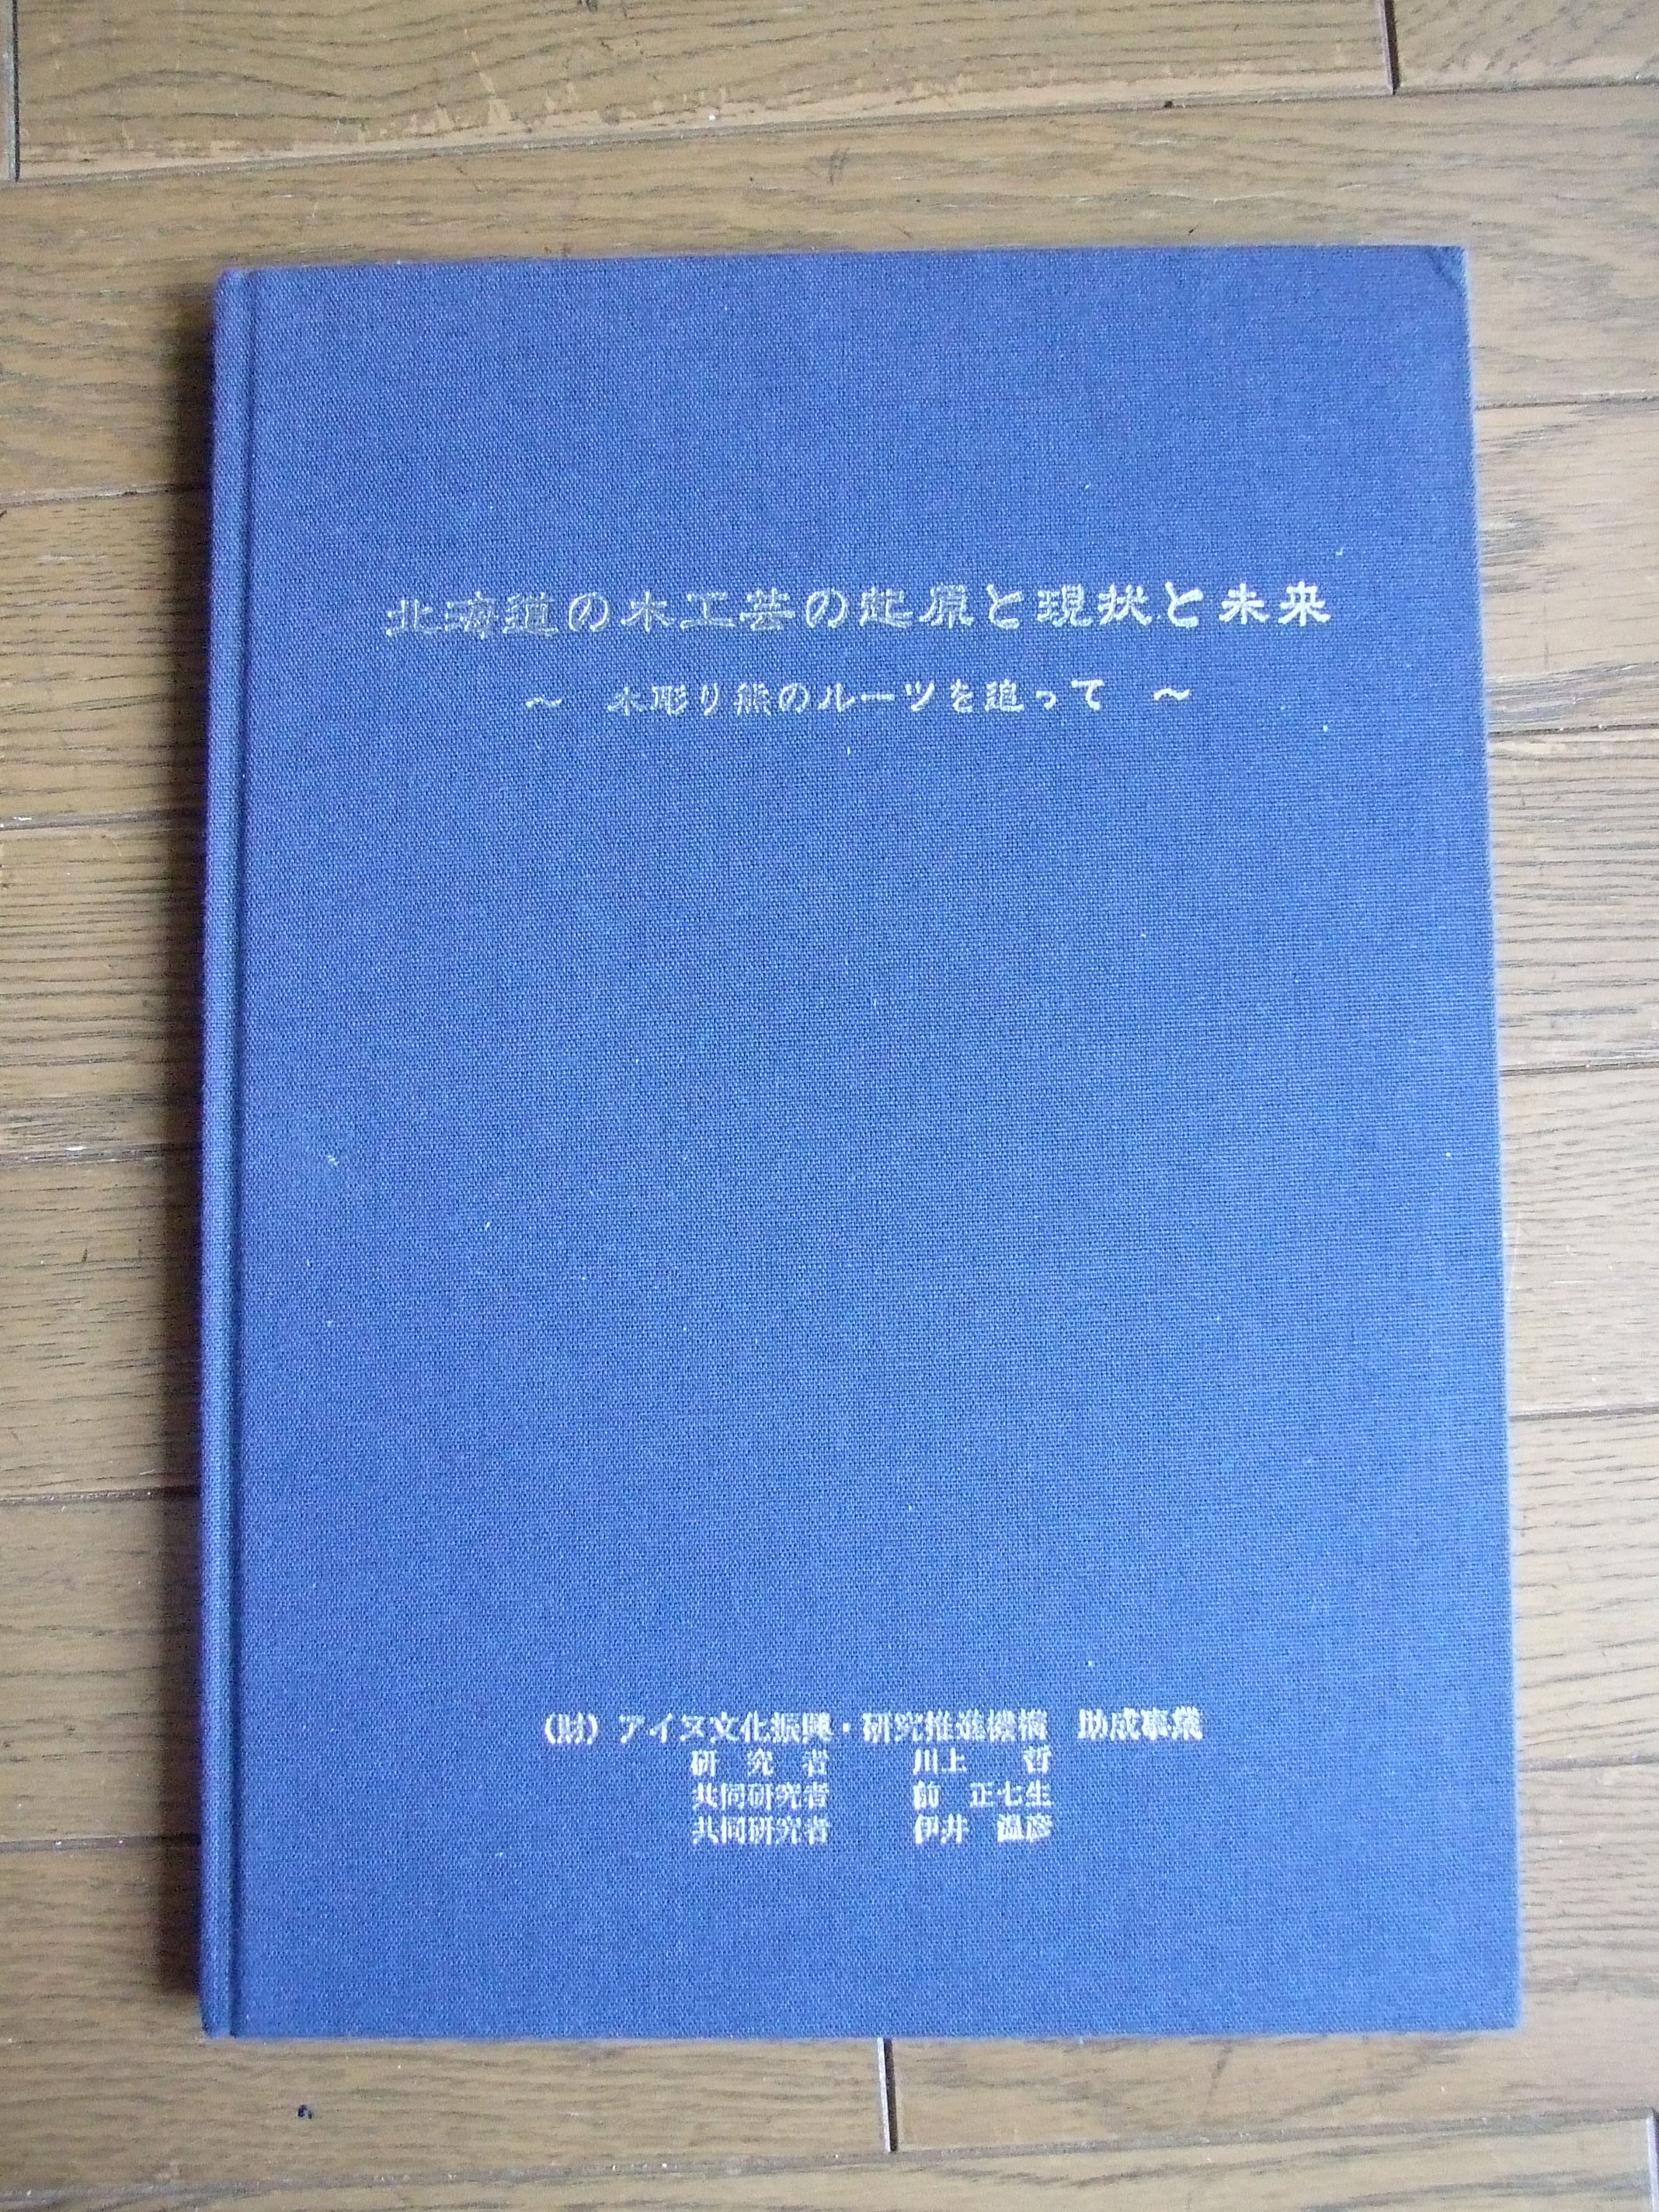 北海道の木工芸の起原と現状と未来
～ 木彫り熊のルーツを追って ～
（財）アイヌ文化振興・研究推進機構 助成事業
研究者 川上 哲
共同研究者 前 正七生
共同研究者 伊井 温彦